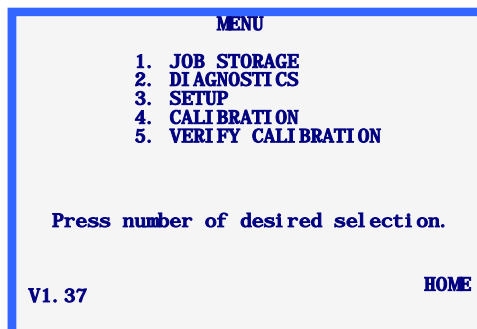 MENU
1. JOB STORAGE
2. DIAGNOSTICS
3. SETUP
4. CALIBRATION
5. VERIFY CALIBRATION
Press number of desired selection.
HOME
V1.37